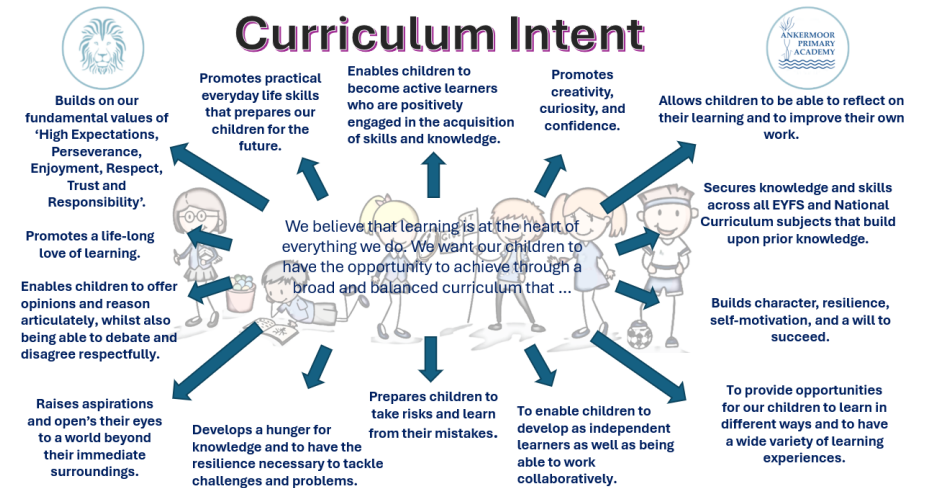 Curriculum Intent
ANKERMOOR
PRIMARY
ACADEMY
Builds on our
fundamental values of
‘High Expectations,
Perseverance,
Enjoyment, Respect,
Trust and
Responsibility’.
Promotes practical
everyday life skills
that prepares our
children for the
future.
Enables children to
become active learners
who are positively
engaged in the acquisition
of skills and knowledge.
Promotes
creativity,
curiosity, and
confidence.
Allows children to be able to reflect on
their learning and to improve their own
work.
Secures knowledge and skills
across all EYFS and National
Curriculum subjects that build
upon prior knowledge.
Promotes a life-long
love of learning.
We believe that learning is at the heart of
everything we do. We want our children to
have the opportunity to achieve through a
broad and balanced curriculum that ...
Enables children to offer
opinions and reason
articulately, whilst also
being able to debate and
disagree respectfully.
Builds character, resilience,
self-motivation, and a will to
succeed.
Raises aspirations
and open’s their eyes
to a world beyond
their immediate
surroundings.
Develops a hunger for
knowledge and to have the
resilience necessary to tackle
challenges and problems.
Prepares children to
take risks and learn
from their mistakes.
To enable children to
develop as independent
learners as well as being
able to work
collaboratively.
To provide opportunities
for our children to learn in
different ways and to have
a wide variety of learning
experiences.